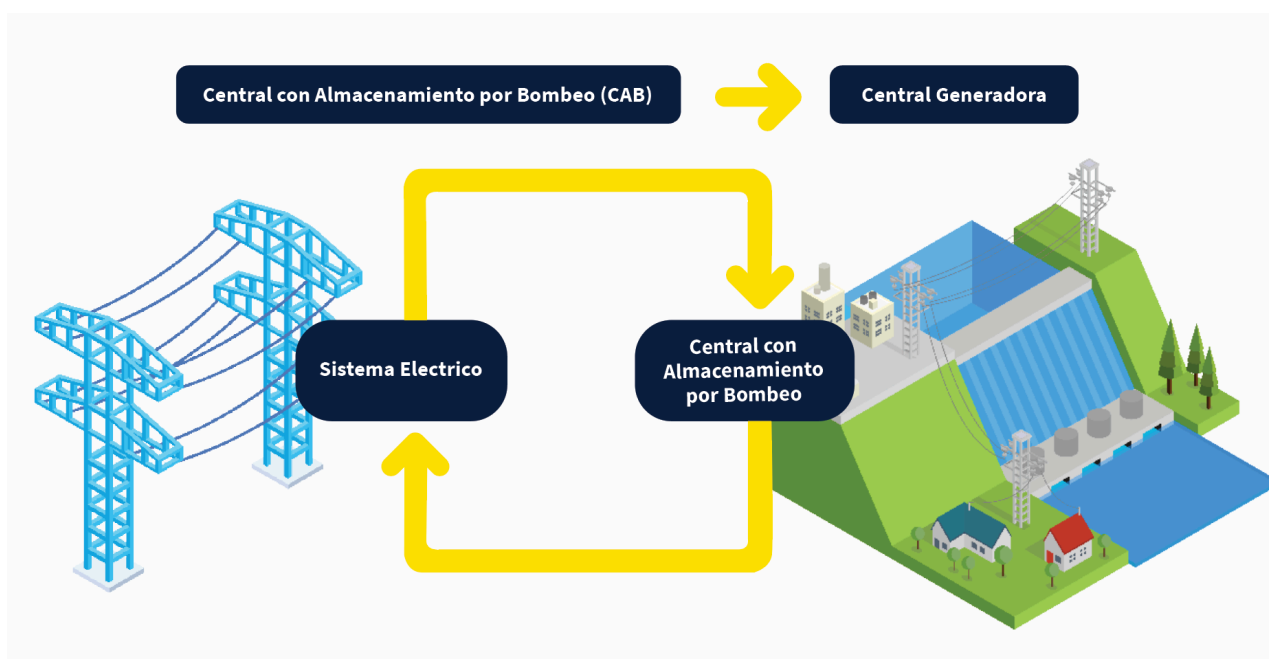 Central con Almacenamiento por Bombeo (CAB)
Central Generadora
Sistema Electrico
Central con
Almacenamiento
por Bombeo